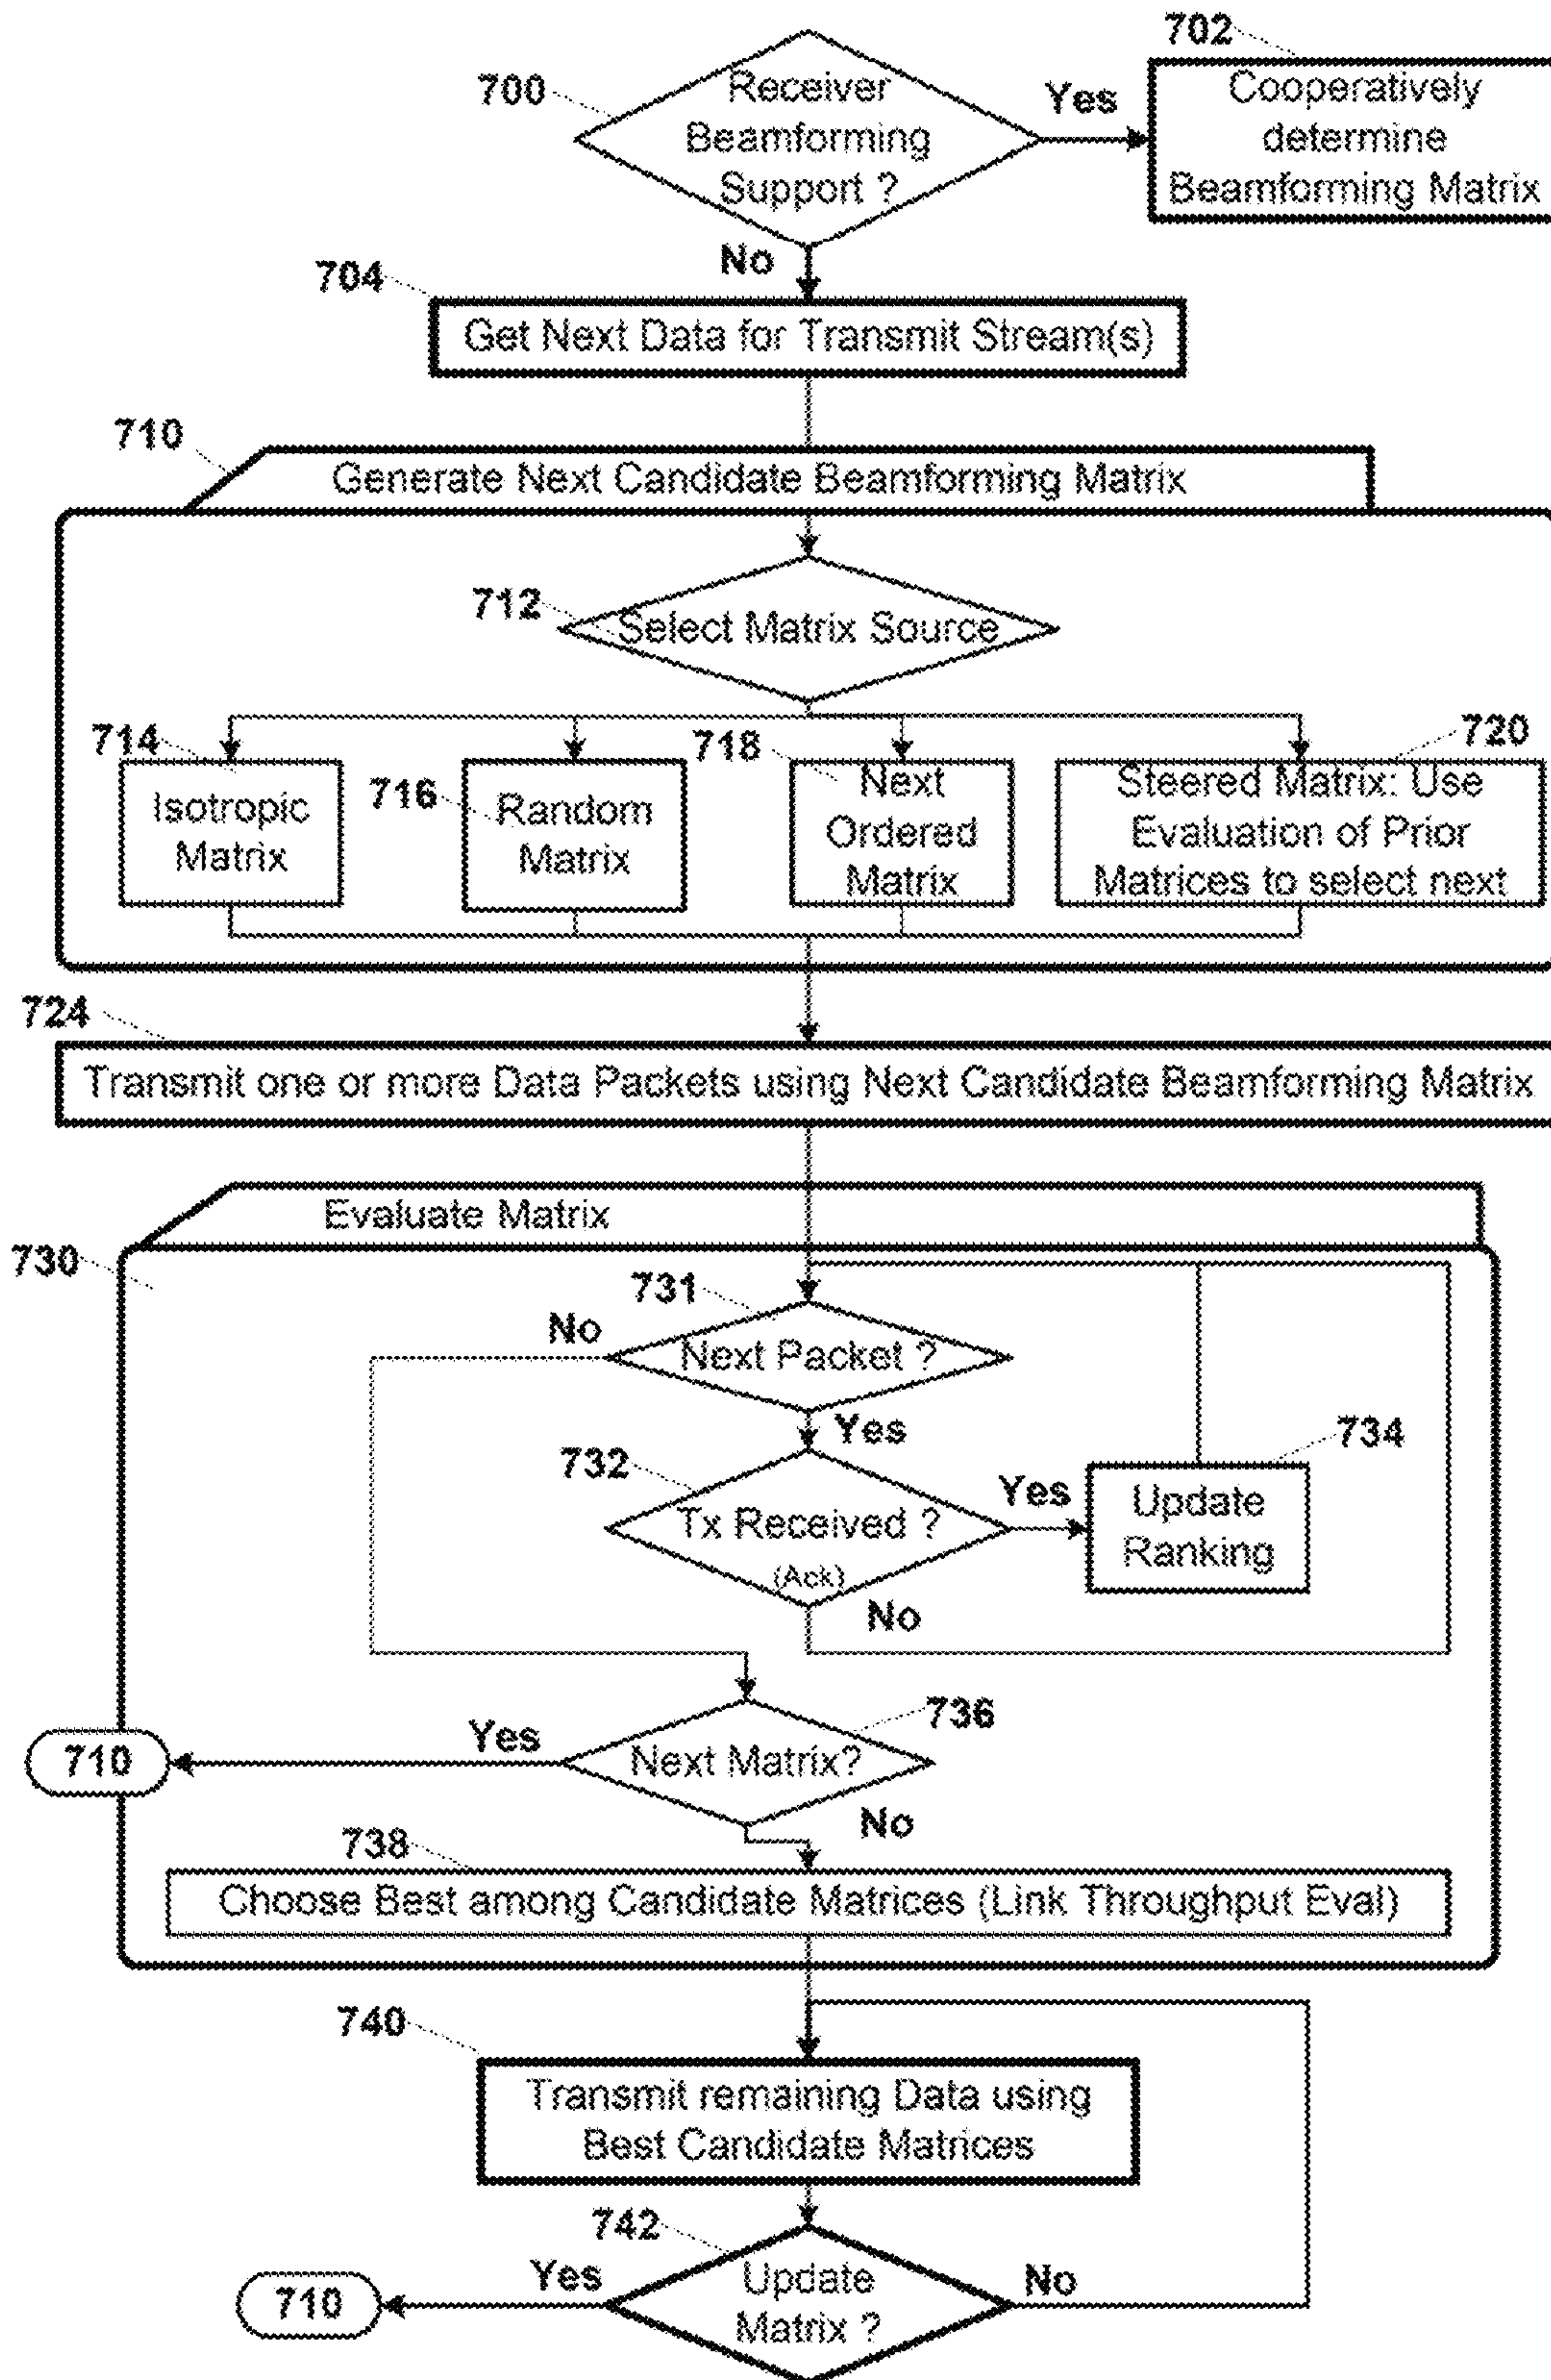 702
700
Receiver
Beamforming
Support ?
Yes
Cooperatively
determine
Beamforming Matrix
No
704
Get Next Data for Transmit Stream(s)
710
Generate Next Candidate Beamforming Matrix
712
Select Matrix Source
714
Isotropic
Matrix
716
Random
Matrix
718
Next
Ordered
Matrix
720
Steered Matrix: Use
Evaluation of Prior
Matrices to select next
724
Transmit one or more Data Packets using Next Candidate Beamforming Matrix
Evaluate Matrix
730
731
No
Next Packet ?
Yes
732
Tx Received ?
(Ack)
Yes
734
Update
Ranking
No
736
Next Matrix?
Yes
710
No
738
Choose Best among Candidate Matrices (Link Throughput Eval)
740
Transmit remaining Data using
Best Candidate Matrices
742
Update
Matrix ?
Yes
710
No